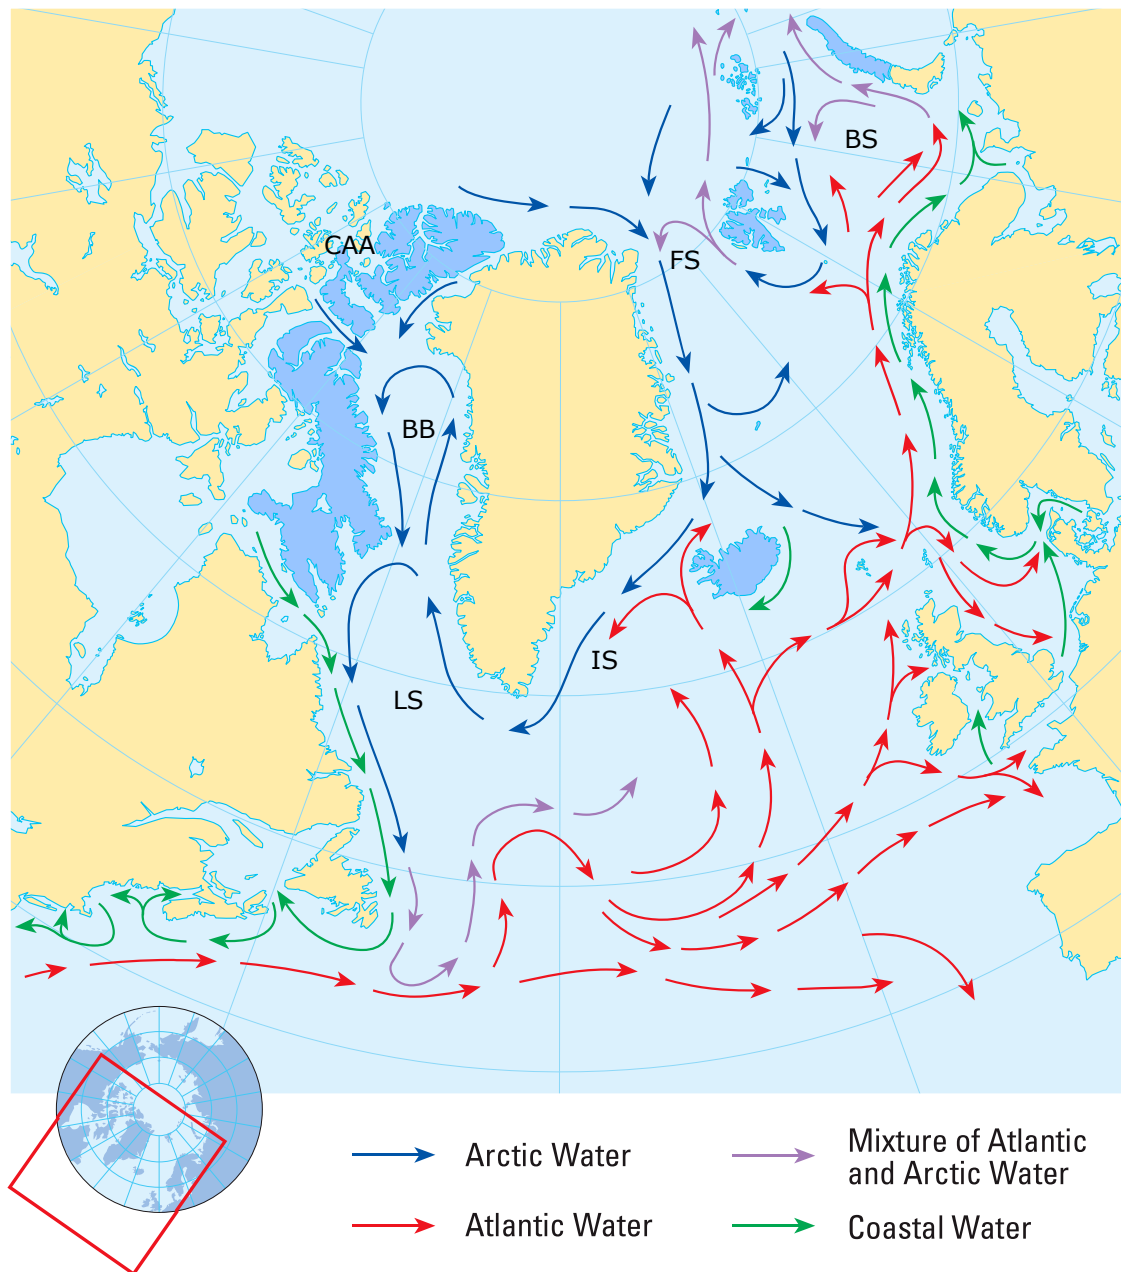 BS
CAA
FS
BB
IS
LS
Arctic Water
Atlantic Water
Mixture of Atlantic
and Arctic Water
Coastal Water